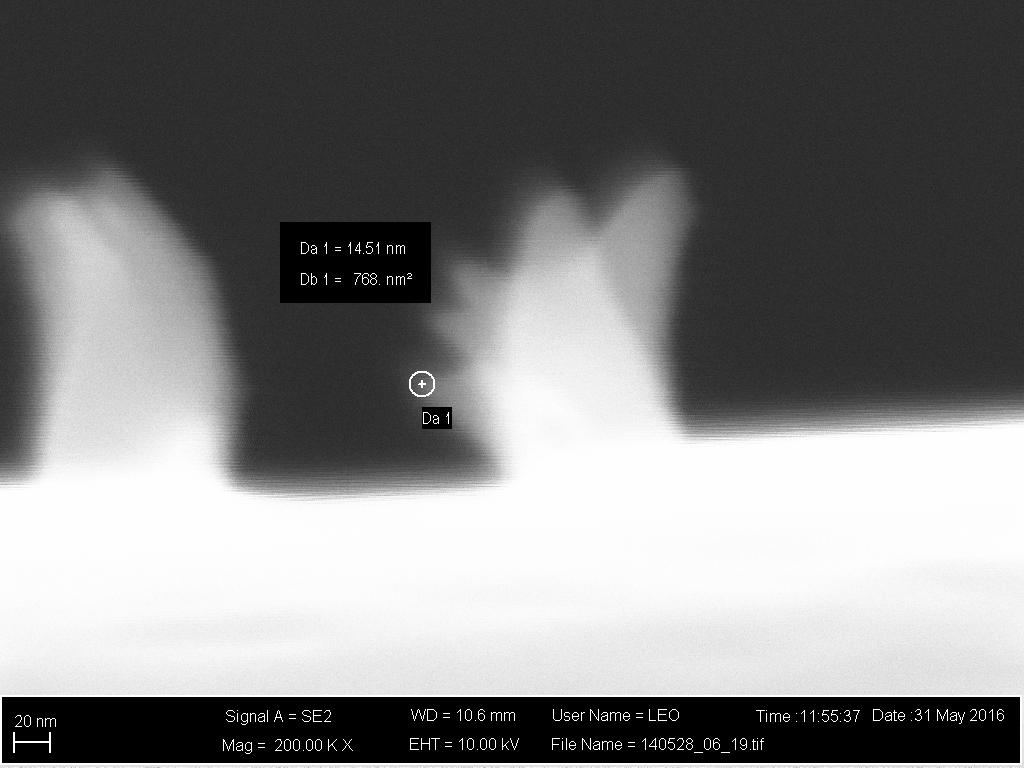 Da 1 = 14.51 nm
Db 1 = 768. nm²
Da 1
20 nm
Signal A = SE2
Mag = 200.00 K X
WD = 10.6 mm
EHT = 10.00 kV
User Name = LEO
File Name = 140528_06_19.tif
Time :11:55:37
Date :31 May 2016